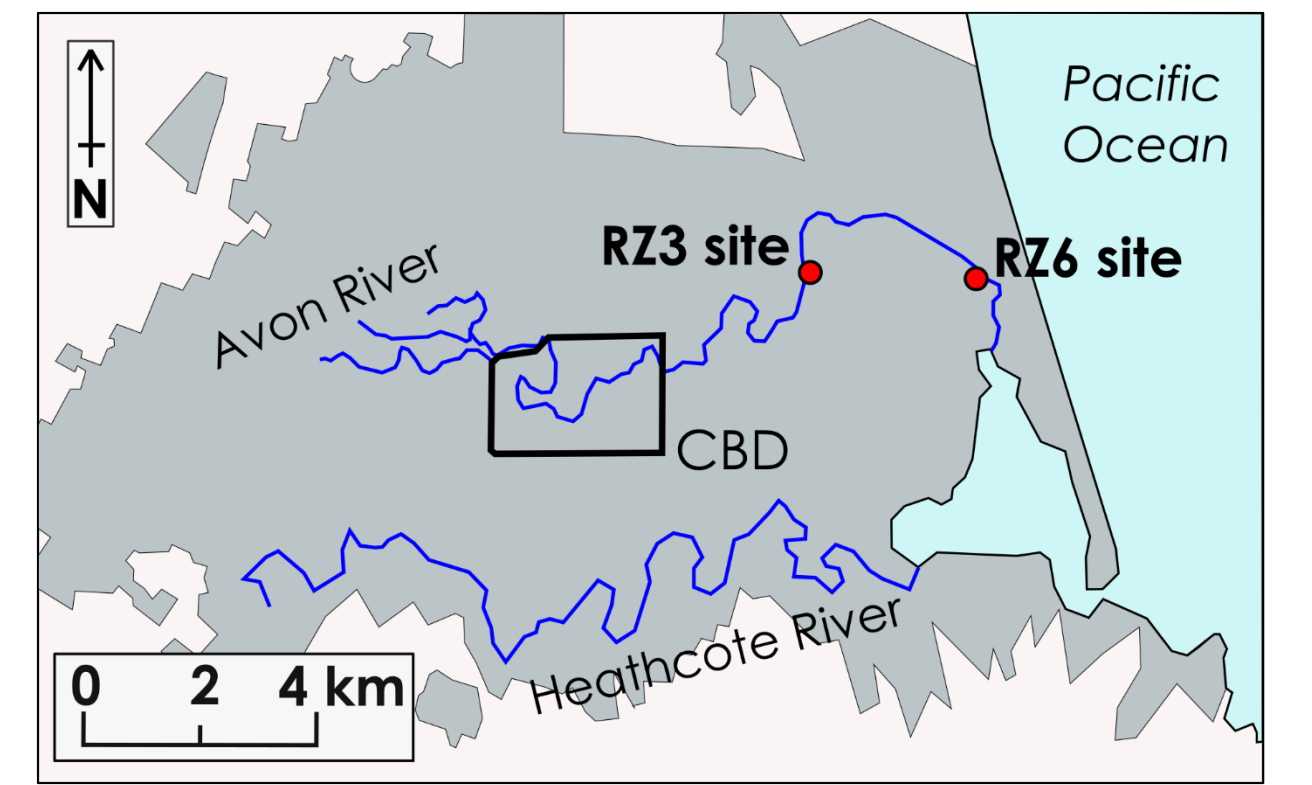 Pacific
Ocean
N
RZ3 site
RZ6 site
Avon River
CBD
Heathcote River
0 2 4 km